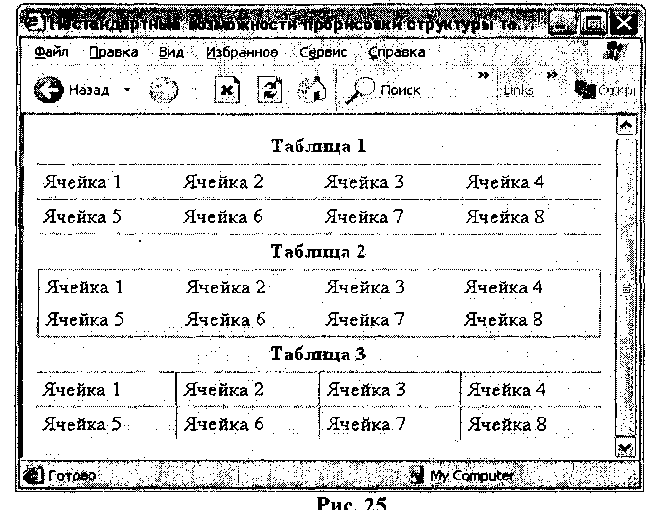 Нестандартные возможности прорисовки структуры та
Файл Правка Вид Избранное Сервис Справка
Назад Поиск » Links »
Таблица 1
Ячейка 1 Ячейка 2 Ячейка 3 Ячейка 4
Ячейка 5 Ячейка 6 Ячейка 7 Ячейка 8
Таблица 2
Ячейка 1 Ячейка 2 Ячейка 3 Ячейка 4
Ячейка 5 Ячейка 6 Ячейка 7 Ячейка 8
Таблица 3
Ячейка 1 Ячейка 2 Ячейка 3 Ячейка 4
Ячейка 5 Ячейка 6 Ячейка 7 Ячейка 8
Готово My Computer
Рис. 25